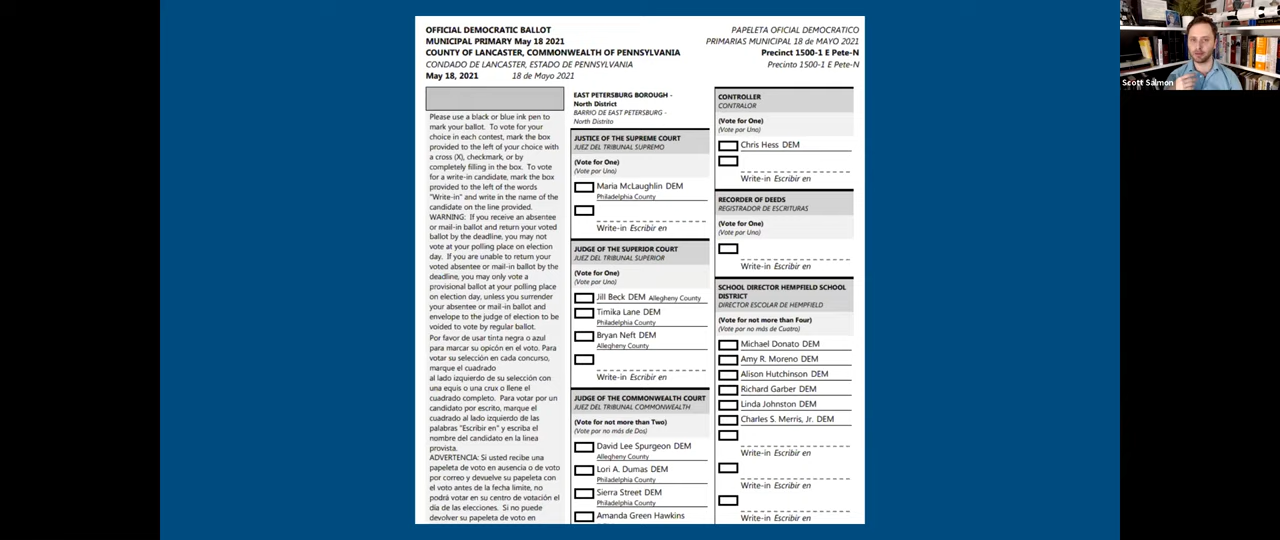 OFFICIAL DEMOCRATIC BALLOT
MUNICIPAL PRIMARY May 18 2021
COUNTY OF LANCASTER, COMMONWEALTH OF PENNSYLVANIA
CONDADO DE LANCASTER, ESTADO DE PENNSYLVANIA
May 18, 2021 18 de Mayo 2021
PAPELETA OFICIAL DEMOCRATICO
PRIMARIAS MUNICIPAL 18 de MAYO 2021
Precinct 1500-1 E Pete-N
Precinto 1500-1 E Pete-N
Please use a black or blue ink pen to
mark your ballot. To vote for your
choice in each contest, mark the box
provided to the left of your choice with
a cross (X), checkmark, or by
completely filling in the box. To vote
for a write-in candidate, mark the box
provided to the left of the words
"Write-in" and write in the name of the
candidate on the line provided.
WARNING: If you receive an absentee
or mail-in ballot and return your voted
ballot by the deadline, you may not
vote at your polling place on election
day. If you are unable to return your
voted absentee or mail-in ballot by the
deadline, you may only vote a
provisional ballot at your polling place
on election day, unless you surrender
your absentee or mail-in ballot and
envelope to the judge of election to be
voided to vote by regular ballot.
Por favor de usar tinta negra o azul
para marcar su opicón en el voto. Para
votar su selección en cada concurso,
marque el cuadrado
al lado izquierdo de su selección con
una equis o una crux o llene el
cuadrado completo. Para votar por un
candidato por escrito, marque el
cuadrado al lado izquierdo de las
palabras "Escribir en" y escriba el
nombre del candidato en la linea
provista.
ADVERTENCIA: Si usted recibe una
papeleta de voto en ausencia o de voto
por correo y devuelve su papeleta con
el voto antes de la fecha limite, no
podrá votar en su centro de votación el
día de las elecciones. Si no puede
devolver su papeleta de voto en
EAST PETERSBURG BOROUGH -
North District
BARRIO DE EAST PETERSBURG -
North Distrito
JUSTICE OF THE SUPREME COURT
JUEZ DEL TRIBUNAL SUPREMO
(Vote for One)
(Vote por Uno)
Maria McLaughlin DEM
Philadelphia County
Write-in Escribir en
JUDGE OF THE SUPERIOR COURT
JUEZ DEL TRIBUNAL SUPERIOR
(Vote for One)
(Vote por Uno)
Jill Beck DEM Allegheny County
Timika Lane DEM
Philadelphia County
Bryan Neft DEM
Allegheny County
Write-in Escribir en
JUDGE OF THE COMMONWEALTH COURT
JUEZ DEL TRIBUNAL COMMONWEALTH
(Vote for not more than Two)
(Vote por no más de Dos)
David Lee Spurgeon DEM
Allegheny County
Lori A. Dumas DEM
Philadelphia County
Sierra Street DEM
Philadelphia County
Amanda Green Hawkins
CONTROLLER
CONTRALOR
(Vote for One)
(Vote por Uno)
Chris Hess DEM
Write-in Escribir en
RECORDER OF DEEDS
REGISTRADOR DE ESCRITURAS
(Vote for One)
(Vote por Uno)
Write-in Escribir en
SCHOOL DIRECTOR HEMPFIELD SCHOOL
DISTRICT
DIRECTOR ESCOLAR DE HEMPFIELD
(Vote for not more than Four)
(Vote por no más de Cuatro)
Michael Donato DEM
Amy R. Moreno DEM
Alison Hutchinson DEM
Richard Garber DEM
Linda Johnston DEM
Charles S. Merris, Jr. DEM
Write-in Escribir en
Write-in Escribir en
Write-in Escribir en
Scott Salmon